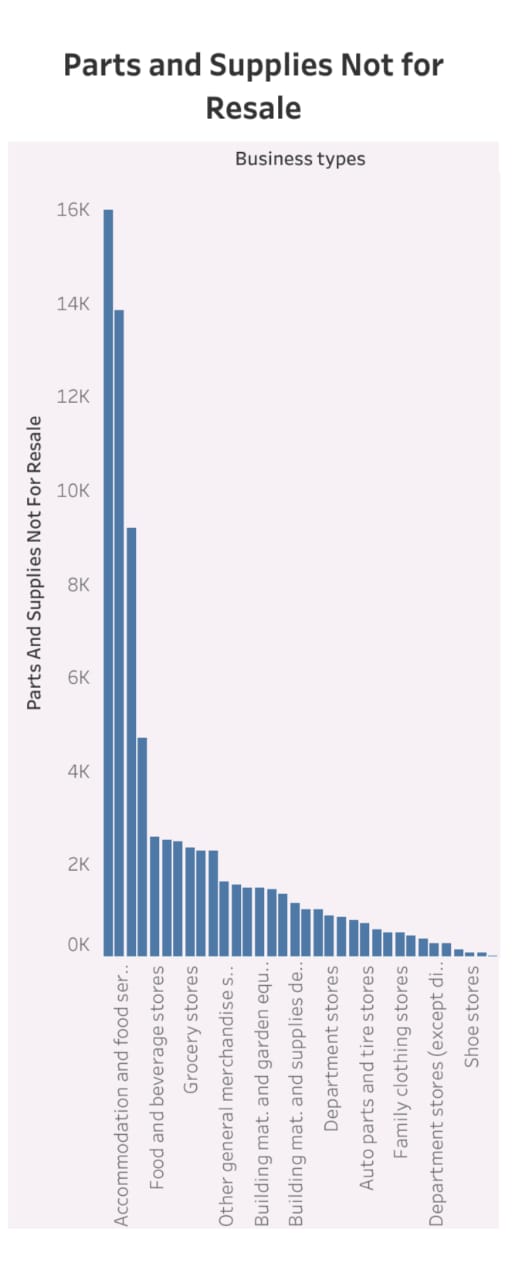 Parts and Supplies Not for
Resale
Business types
Parts And Supplies Not For Resale
16K
14K
12K
10K
8K
6K
4K
2K
0K
Accommodation and food ser..
Food and beverage stores
Grocery stores
Other general merchandise s..
Building mat. and garden equ..
Building mat. and supplies de..
Department stores
Auto parts and tire stores
Family clothing stores
Department stores (except di..
Shoe stores